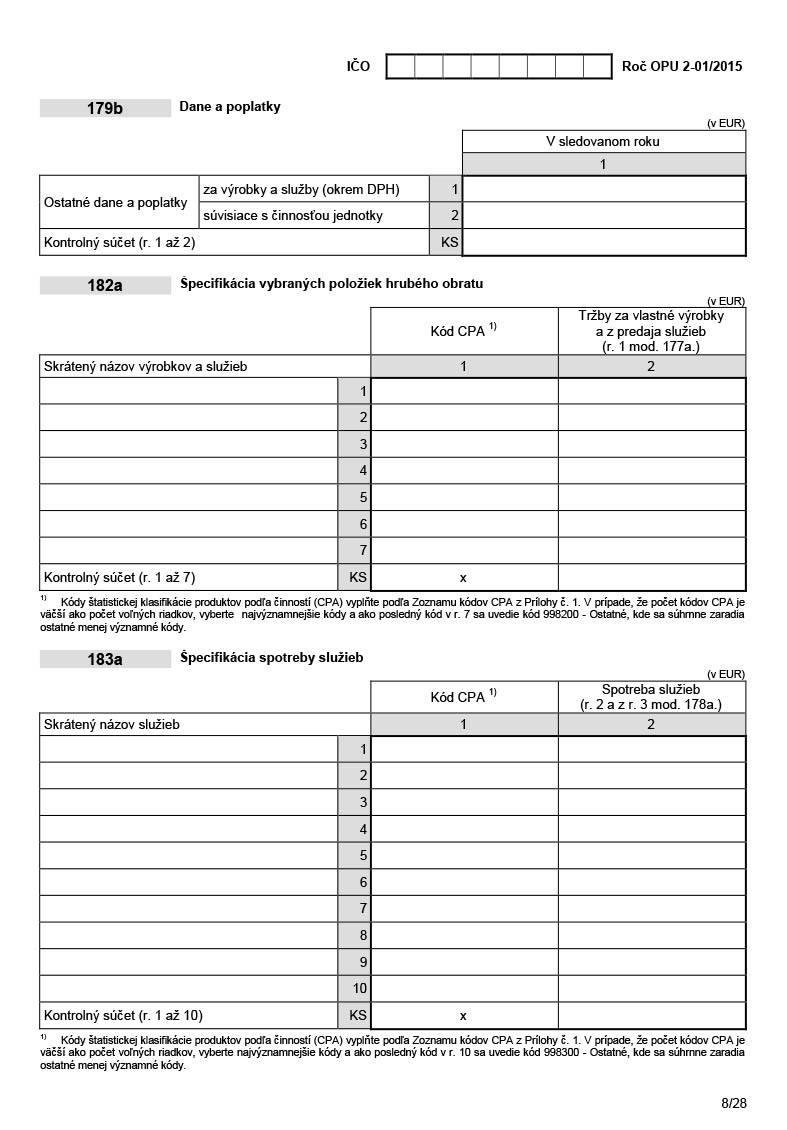 IČO Roč OPU 2-01/2015
179b Dane a poplatky
(v EUR)
V sledovanom roku
1
Ostatné dane a poplatky
za výrobky a služby (okrem DPH) 1
súvisiace s činnosťou jednotky 2
Kontrolný súčet (r. 1 až 2) KS
182a Špecifikácia vybraných položiek hrubého obratu
(v EUR)
Kód CPA 1)
Tržby za vlastné výrobky
a z predaja služieb
(r. 1 mod. 177a.)
Skrátený názov výrobkov a služieb 1 2
1
2
3
4
5
6
7
Kontrolný súčet (r. 1 až 7) KS x
1) Kódy štatistickej klasifikácie produktov podľa činností (CPA) vyplňte podľa Zoznamu kódov CPA z Prílohy č. 1. V prípade, že počet kódov CPA je
väčší ako počet voľných riadkov, vyberte najvýznamnejšie kódy a ako posledný kód v r. 7 sa uvedie kód 998200 - Ostatné, kde sa súhrnne zaradia
ostatné menej významné kódy.
183a Špecifikácia spotreby služieb
(v EUR)
Kód CPA 1)
Spotreba služieb
(r. 2 a z r. 3 mod. 178a.)
Skrátený názov služieb 1 2
1
2
3
4
5
6
7
8
9
10
Kontrolný súčet (r. 1 až 10) KS x
1) Kódy štatistickej klasifikácie produktov podľa činností (CPA) vyplňte podľa Zoznamu kódov CPA z Prílohy č. 1. V prípade, že počet kódov CPA je
väčší ako počet voľných riadkov, vyberte najvýznamnejšie kódy a ako posledný kód v r. 10 sa uvedie kód 998300 - Ostatné, kde sa súhrnne zaradia
ostatné menej významné kódy.
8/28